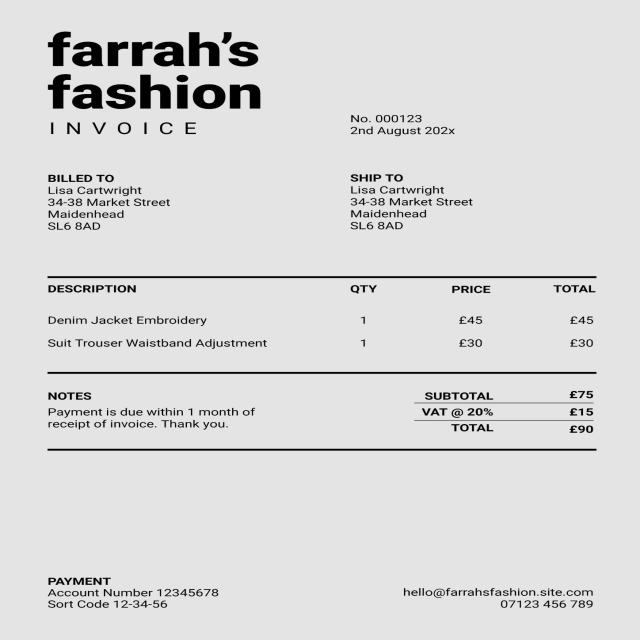 farrah's
fashion
INVOICE
No. 000123
2nd August 202x
BILLED TO
Lisa Cartwright
34-38 Market Street
Maidenhead
SL6 8AD
SHIP TO
Lisa Cartwright
34-38 Market Street
Maidenhead
SL6 8AD
DESCRIPTION QTY PRICE TOTAL
Denim Jacket Embroidery 1 £45 £45
Suit Trouser Waistband Adjustment 1 £30 £30
NOTES
Payment is due within 1 month of
receipt of invoice. Thank you.
SUBTOTAL £75
VAT @ 20% £15
TOTAL £90
PAYMENT
Account Number 12345678
Sort Code 12-34-56
hello@farrahsfashion.site.com
07123 456 789